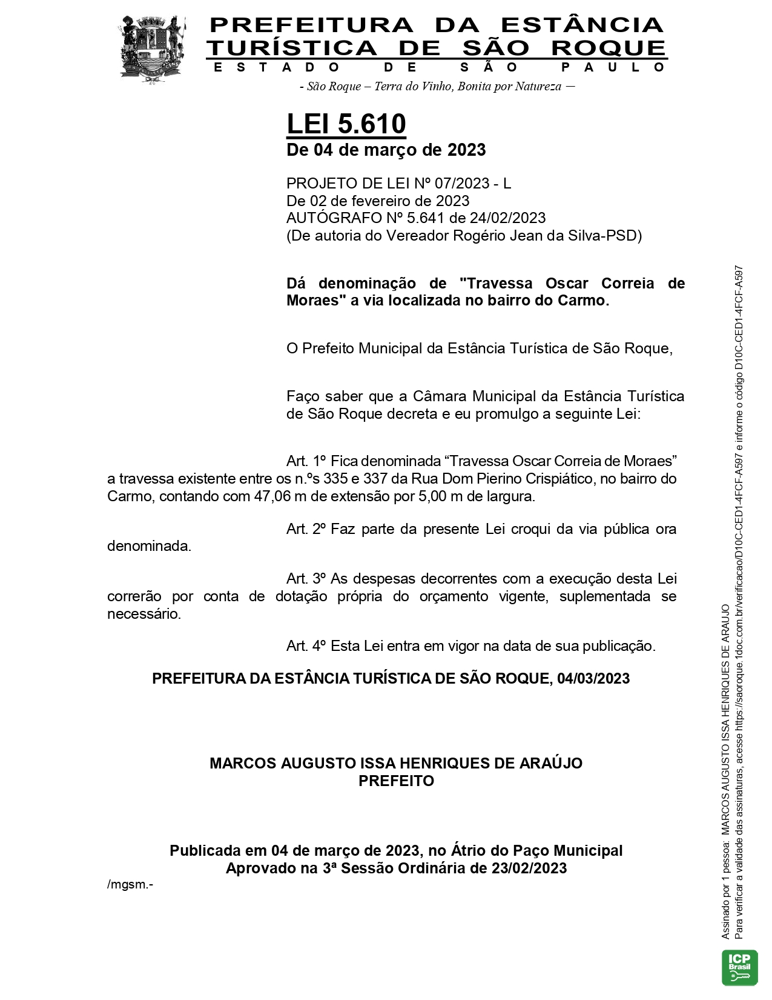 PREFEITURA DA ESTÂNCIA
TURÍSTICA DE SÃO ROQUE
ESTADO DE SÃO PAULO
- São Roque – Terra do Vinho, Bonita por Natureza —
LEI 5.610
De 04 de março de 2023
PROJETO DE LEI Nº 07/2023 - L
De 02 de fevereiro de 2023
AUTÓGRAFO Nº 5.641 de 24/02/2023
(De autoria do Vereador Rogério Jean da Silva-PSD)
Dá denominação de "Travessa Oscar Correia de
Moraes" a via localizada no bairro do Carmo.
O Prefeito Municipal da Estância Turística de São Roque,
Faço saber que a Câmara Municipal da Estância Turística
de São Roque decreta e eu promulgo a seguinte Lei:
Art. 1º Fica denominada “Travessa Oscar Correia de Moraes”
a travessa existente entre os n.ºs 335 e 337 da Rua Dom Pierino Crispiático, no bairro do
Carmo, contando com 47,06 m de extensão por 5,00 m de largura.
Art. 2º Faz parte da presente Lei croqui da via pública ora
denominada.
Art. 3º As despesas decorrentes com a execução desta Lei
correrão por conta de dotação própria do orçamento vigente, suplementada se
necessário.
Art. 4º Esta Lei entra em vigor na data de sua publicação.
PREFEITURA DA ESTÂNCIA TURÍSTICA DE SÃO ROQUE, 04/03/2023
MARCOS AUGUSTO ISSA HENRIQUES DE ARAÚJO
PREFEITO
Publicada em 04 de março de 2023, no Átrio do Paço Municipal
Aprovado na 3ª Sessão Ordinária de 23/02/2023
/mgsm.-
Assinado por 1 pessoa: MARCOS AUGUSTO ISSA HENRIQUES DE ARAUJO
Para verificar a validade das assinaturas, acesse https://saoroque.1doc.com.br/verificacao/D10C-CED1-4FCF-A597 e informe o código D10C-CED1-4FCF-A597
ICP
Brasil